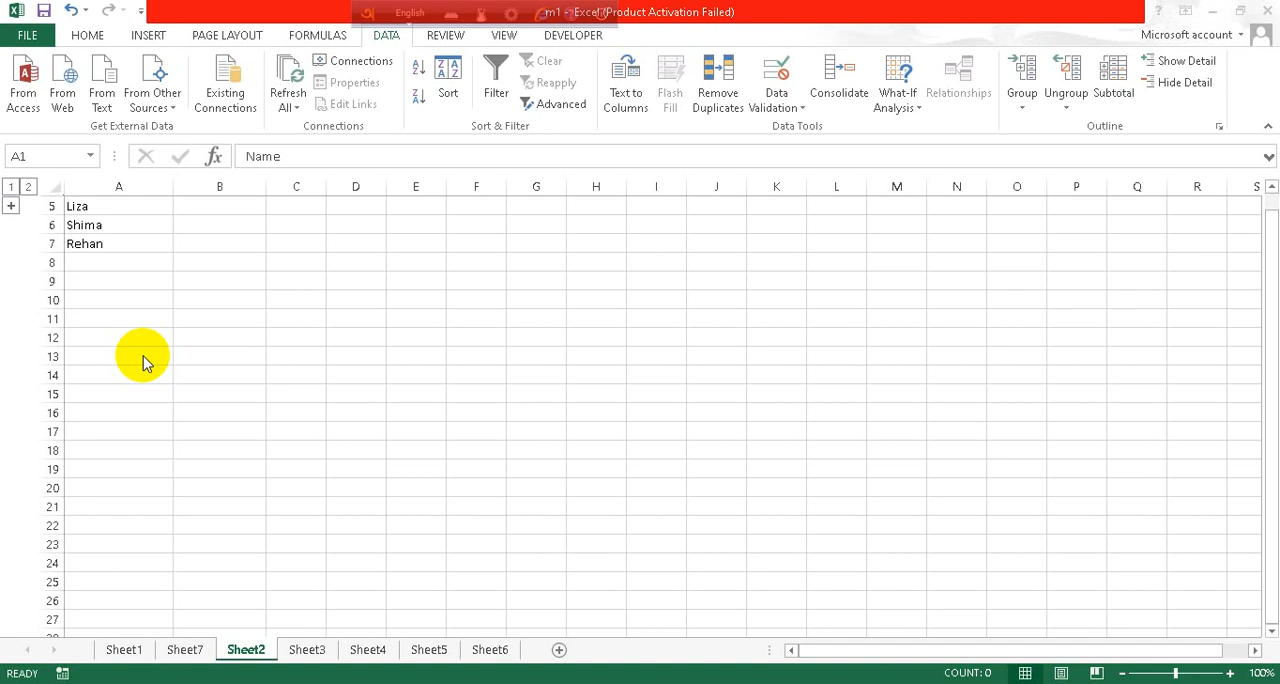 English
m1 - Excel (Product Activation Failed)
?
FILE HOME INSERT PAGE LAYOUT FORMULAS DATA REVIEW VIEW DEVELOPER Microsoft account
From Access
From Web
From Text
From Other Sources
Existing Connections
Get External Data
Refresh All
Connections
Properties
Edit Links
Connections
Sort
Filter
Clear
Reapply
Advanced
Sort & Filter
Text to Columns
Flash Fill
Remove Duplicates
Data Validation
Consolidate
What-If Analysis
Relationships
Data Tools
Group
Ungroup
Subtotal
Show Detail
Hide Detail
Outline
A1 fx Name
1 2 A B C D E F G H I J K L M N O P Q R S
5 Liza
6 Shima
7 Rehan
8
9
10
11
12
13
14
15
16
17
18
19
20
21
22
23
24
25
26
27
Sheet1 Sheet7 Sheet2 Sheet3 Sheet4 Sheet5 Sheet6
READY COUNT: 0 100%